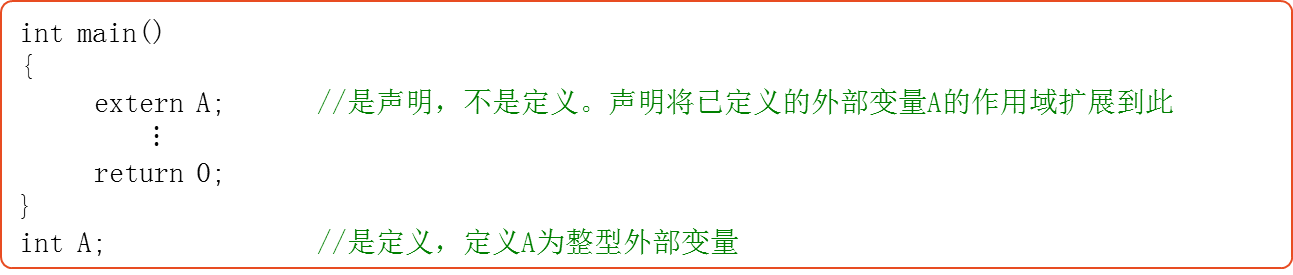 int main()
{
extern A; //是声明，不是定义。声明将已定义的外部变量A的作用域扩展到此
⋮
return 0;
}
int A; //是定义，定义A为整型外部变量